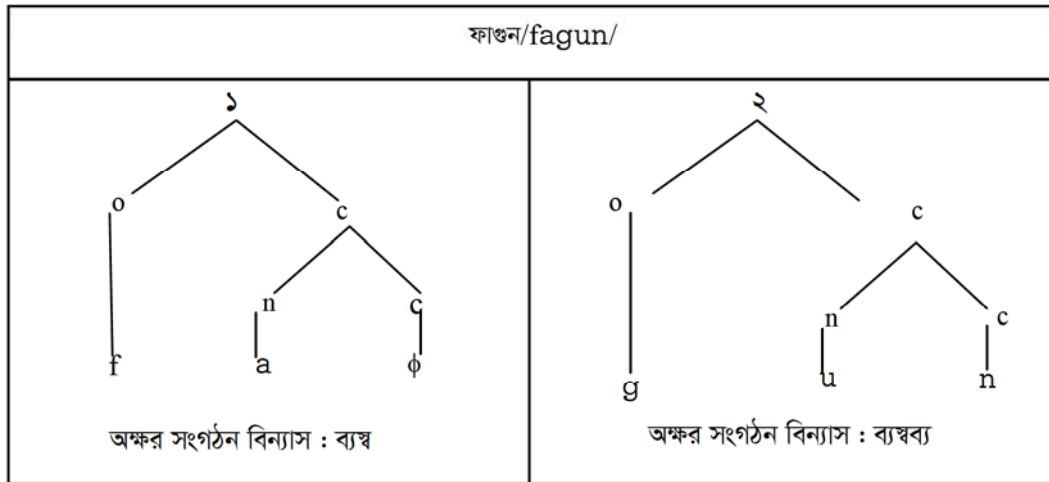 ফাগুন/fagun/
১
o c
n c
f a ϕ
অক্ষর সংগঠন বিন্যাস : ব্যস্ব
২
o c
n c
g u n
অক্ষর সংগঠন বিন্যাস : ব্যস্বব্য